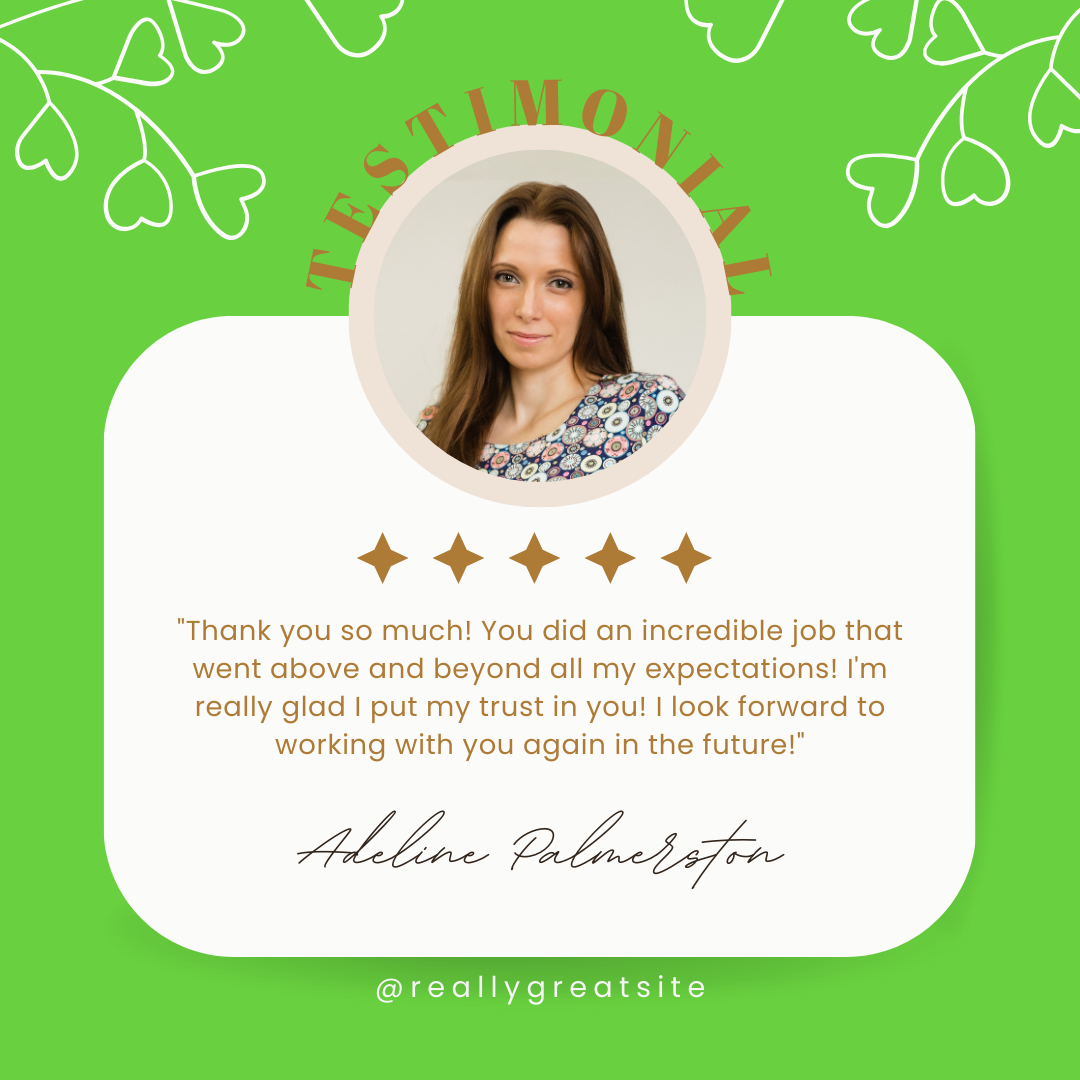 TESTIMONIAL
"Thank you so much! You did an incredible job that
went above and beyond all my expectations! I'm
really glad I put my trust in you! I look forward to
working with you again in the future!"
Adeline Palmerston
@reallygreatsite